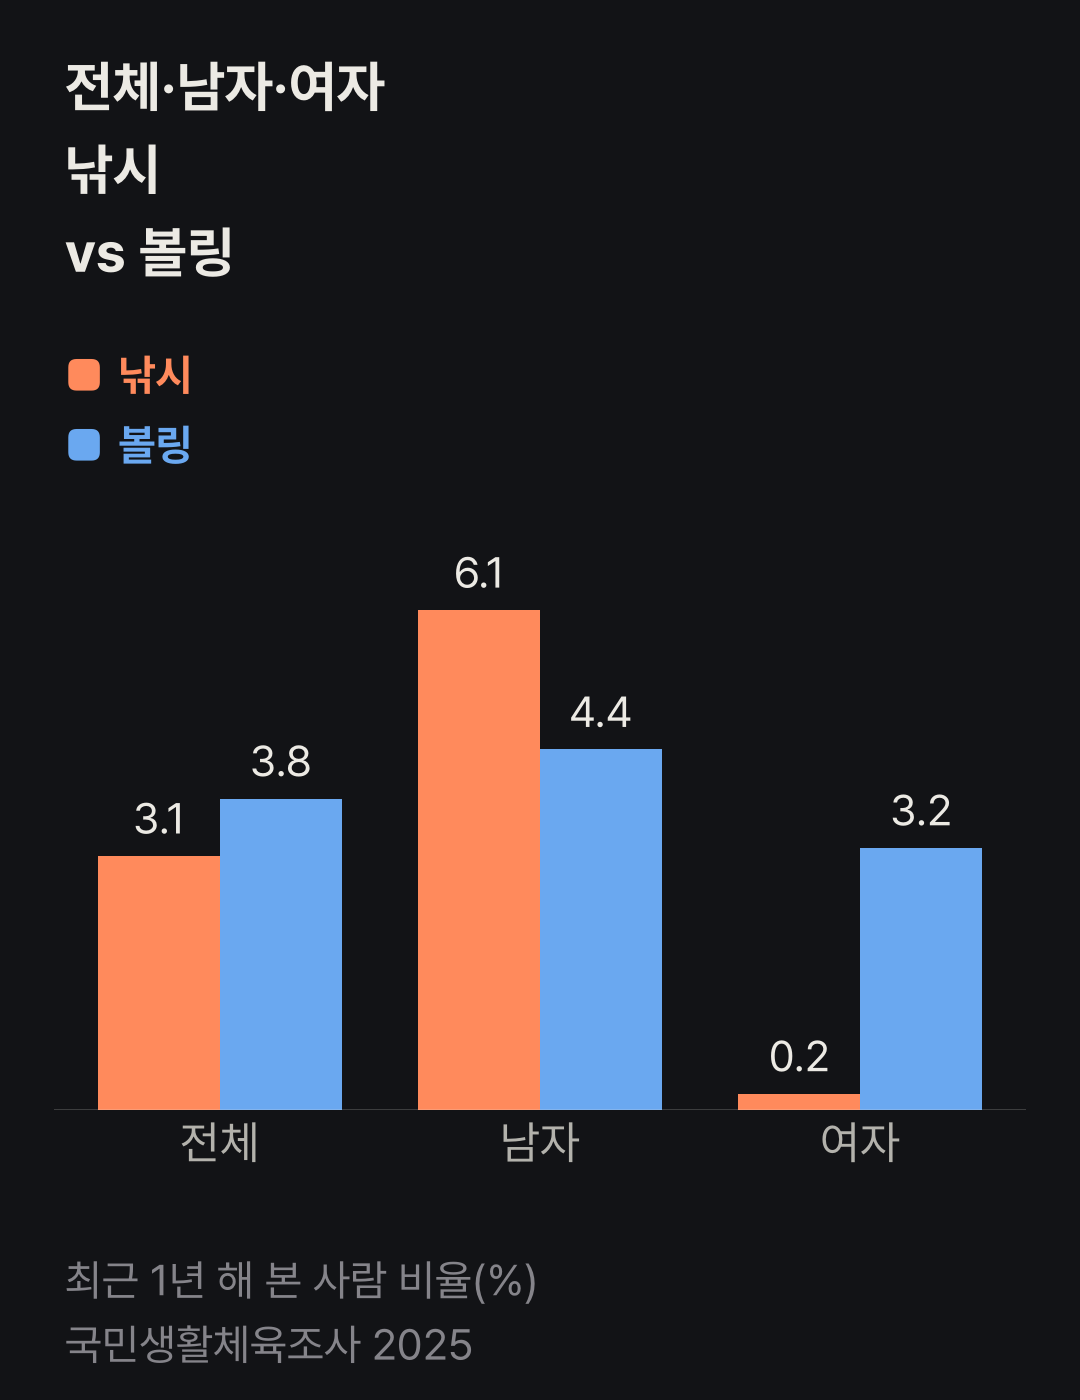 전체·남자·여자
낚시
vs 볼링
낚시
볼링
6.1
4.4
3.8
3.1
3.2
0.2
전체 남자 여자
최근 1년 해 본 사람 비율(%)
국민생활체육조사 2025